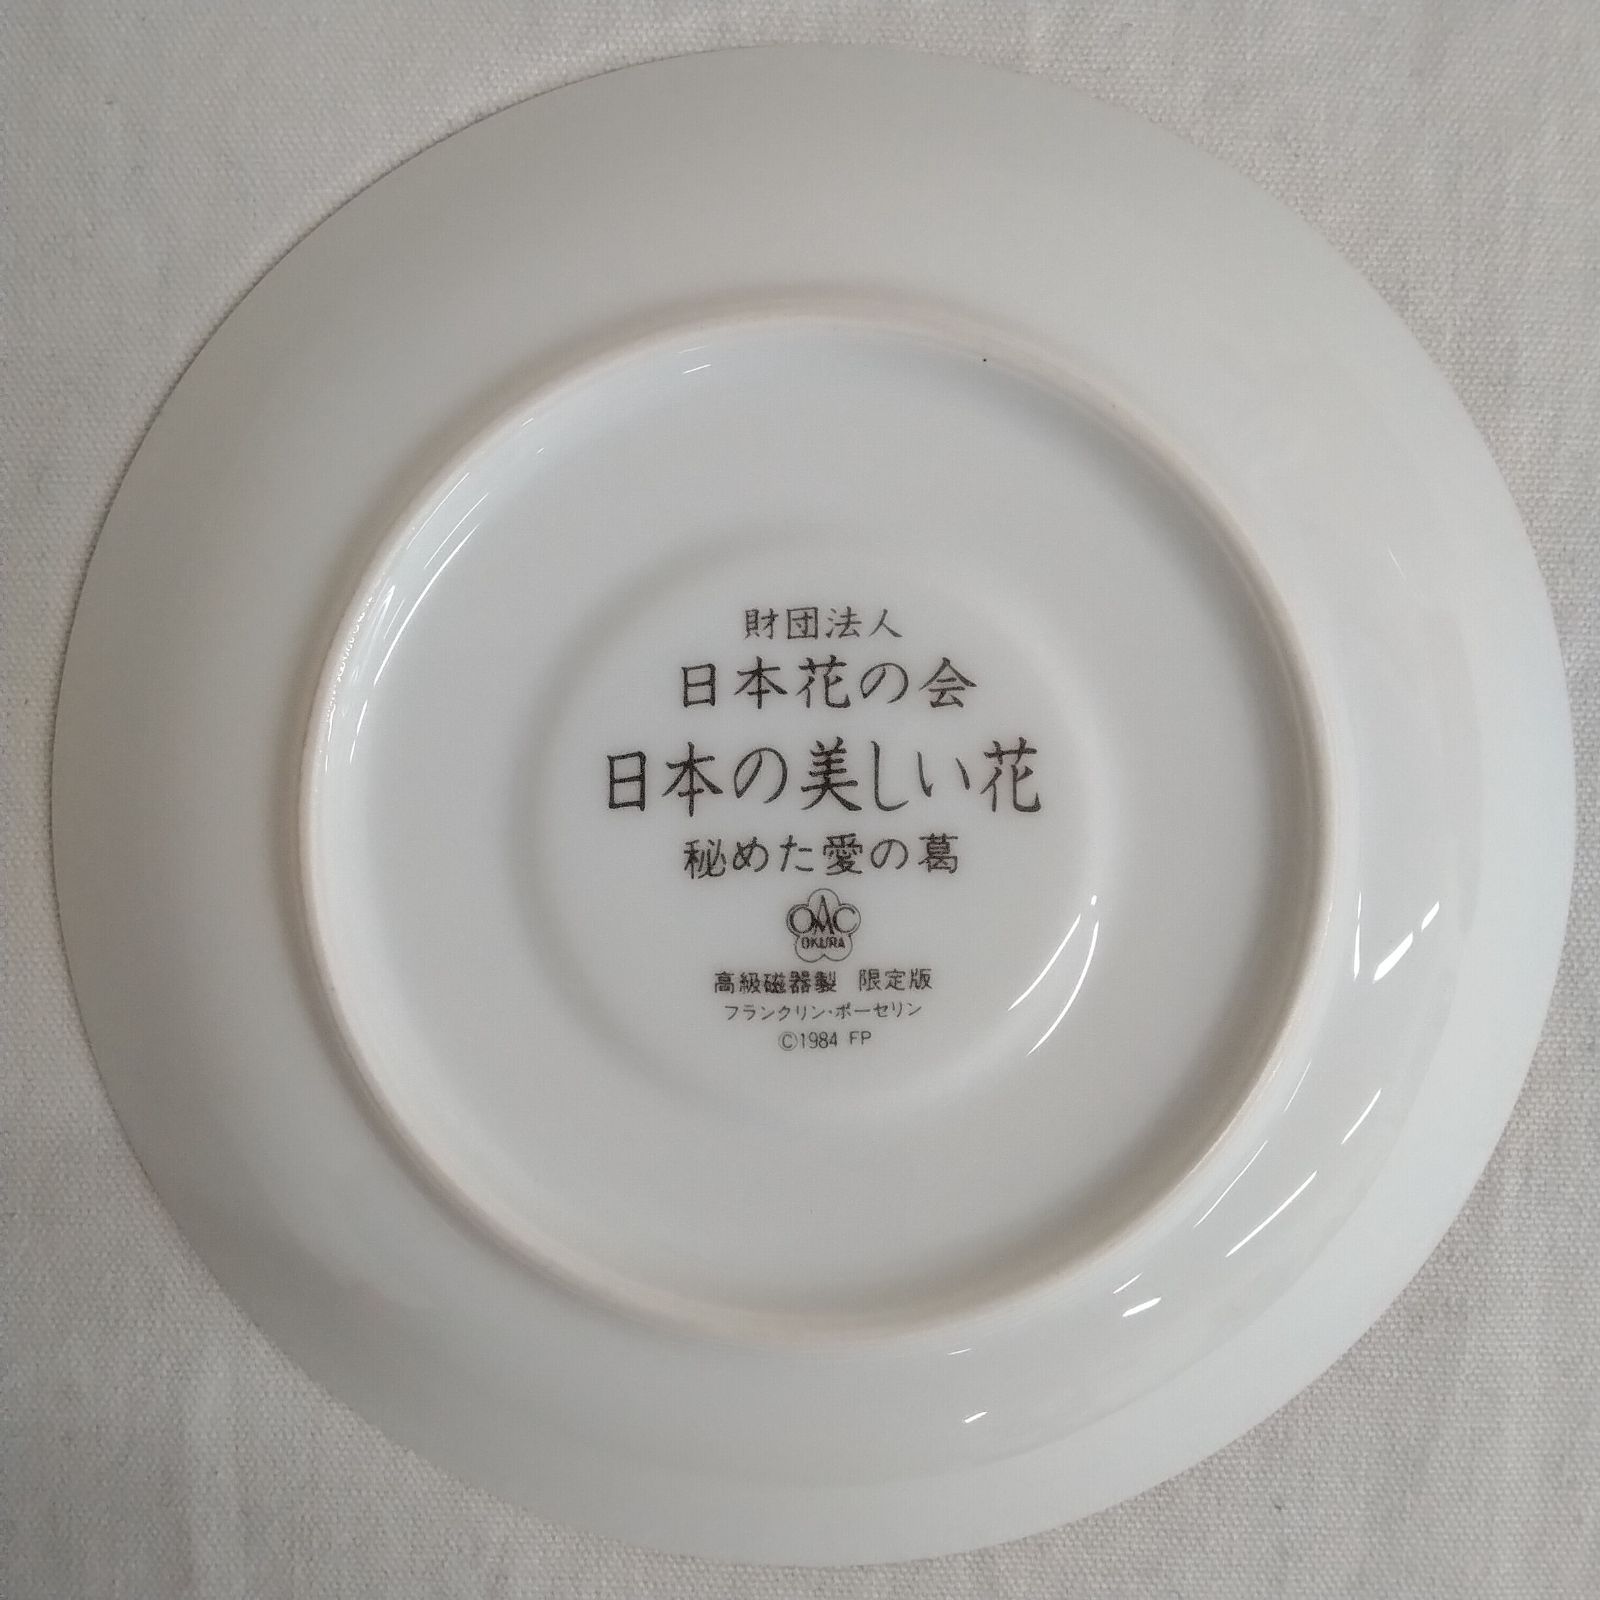 財団法人
日本花の会
日本の美しい花
秘めた愛の葛
OAC
OKURA
高級磁器製 限定版
フランクリン・ポーセリン
©1984 FP